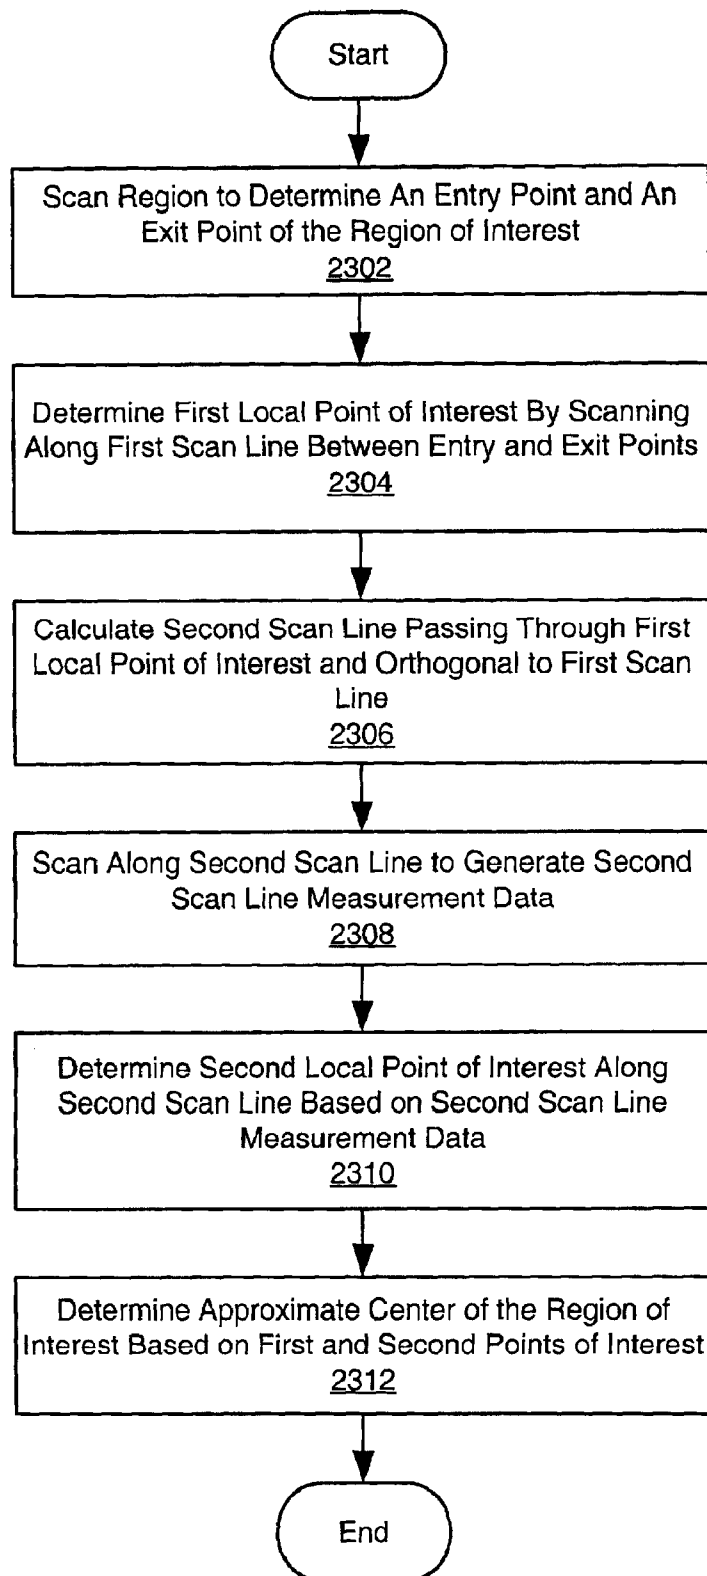 Start
Scan Region to Determine An Entry Point and An
Exit Point of the Region of Interest
2302
Determine First Local Point of Interest By Scanning
Along First Scan Line Between Entry and Exit Points
2304
Calculate Second Scan Line Passing Through First
Local Point of Interest and Orthogonal to First Scan
Line
2306
Scan Along Second Scan Line to Generate Second
Scan Line Measurement Data
2308
Determine Second Local Point of Interest Along
Second Scan Line Based on Second Scan Line
Measurement Data
2310
Determine Approximate Center of the Region of
Interest Based on First and Second Points of Interest
2312
End